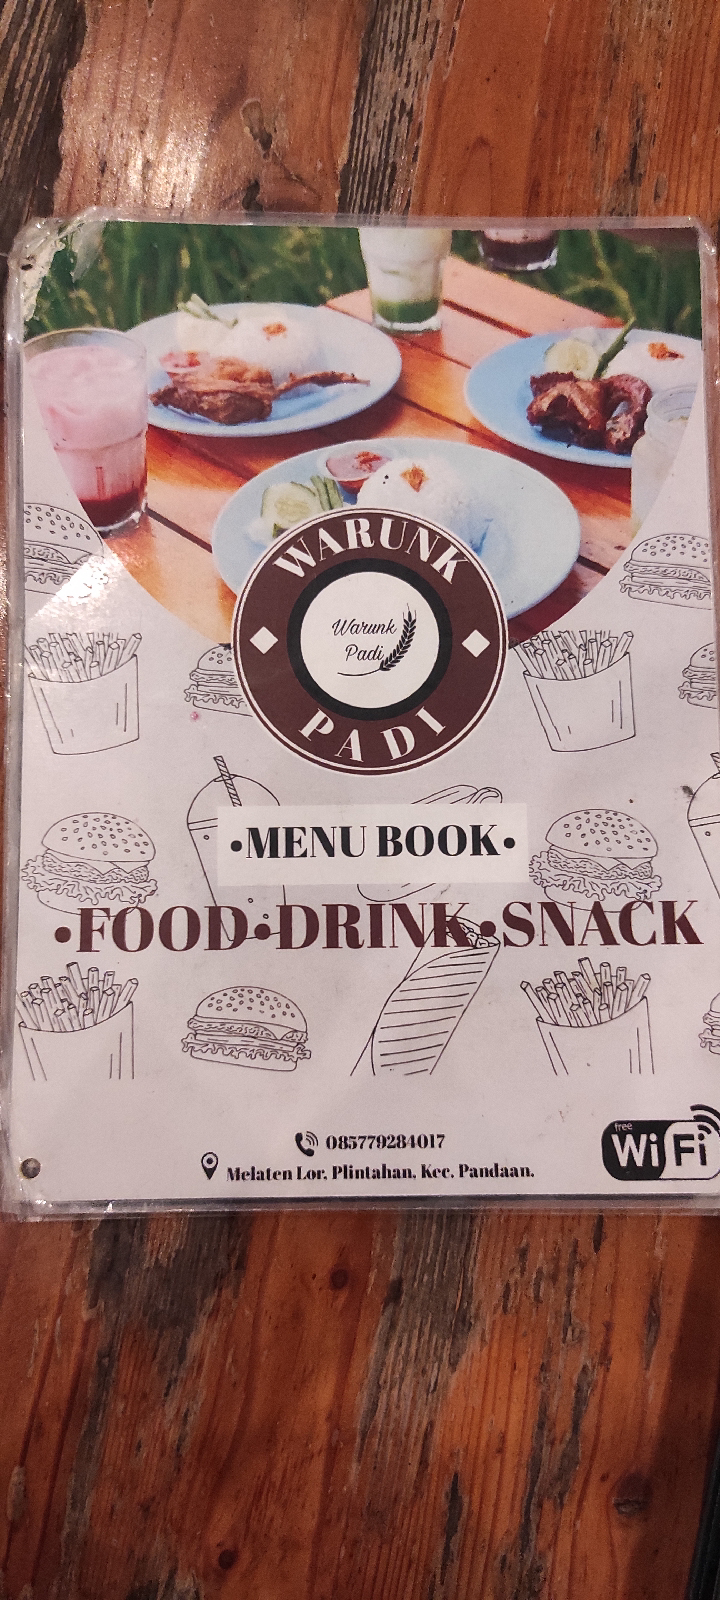 WARUNK
Warunk
Padi
PADI
•MENU BOOK•
•FOOD•DRINK•SNACK
085779284017
Melaten Lor, Plintahan, Kec. Pandaan.
free
WiFi